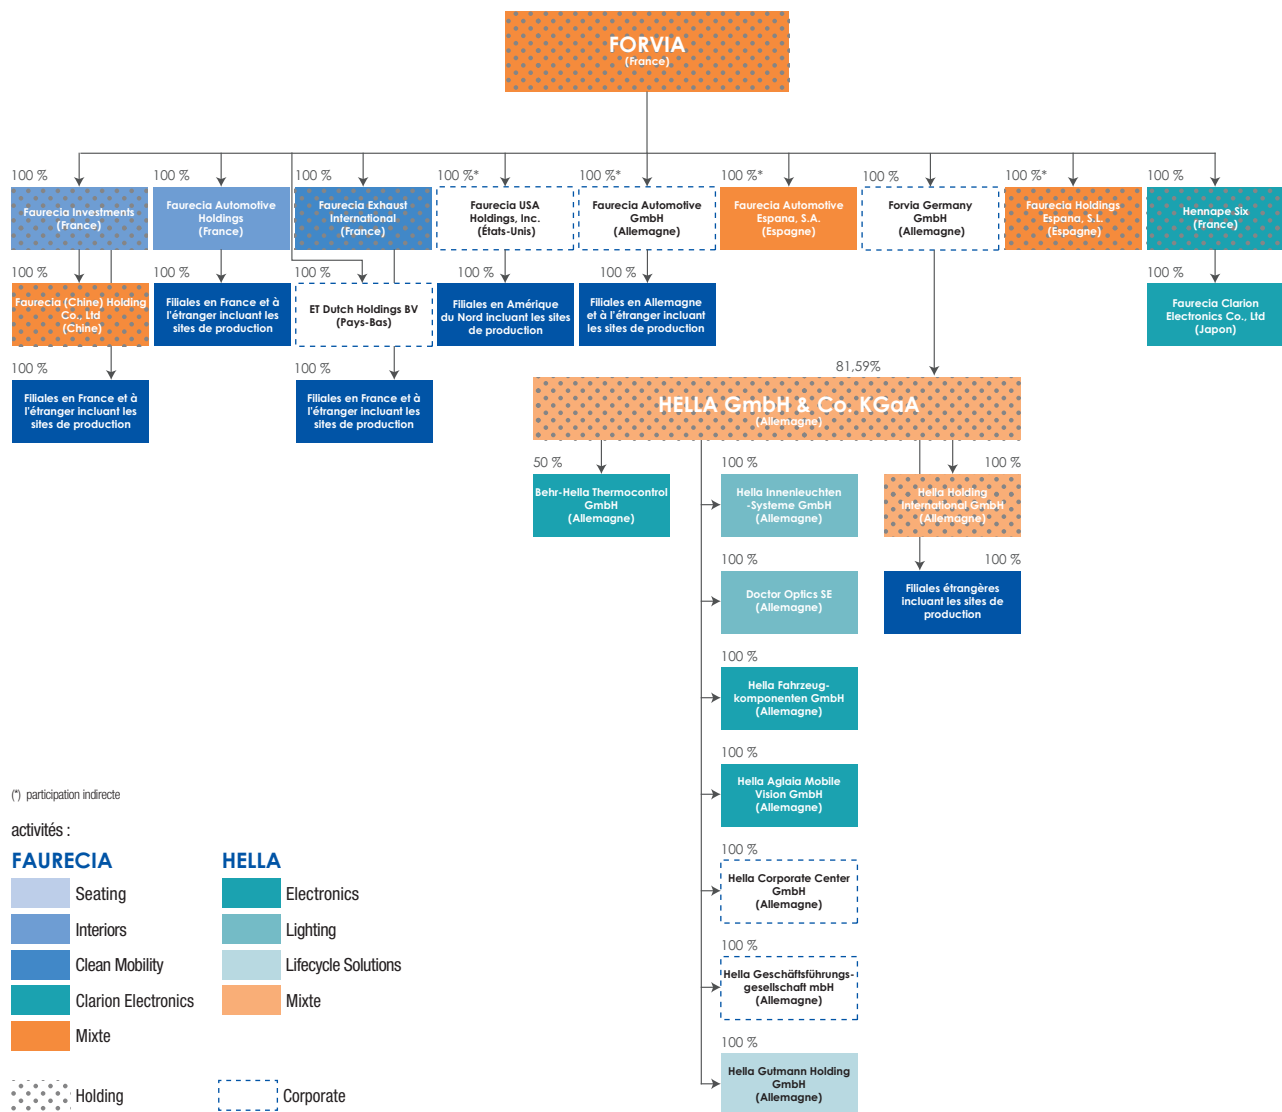 FORVIA
(France)
100 %
100 %
100 %
100 %*
100 %*
100 %*
100 %
100 %*
100 %
Faurecia Investments
(France)
Faurecia Automotive
Holdings
(France)
Faurecia Exhaust
International
(France)
Faurecia USA
Holdings, Inc.
(États-Unis)
Faurecia Automotive
GmbH
(Allemagne)
Faurecia Automotive
Espana, S.A.
(Espagne)
Forvia Germany
GmbH
(Allemagne)
Faurecia Holdings
Espana, S.L.
(Espagne)
Hennape Six
(France)
100 %
100 %
100 %
100 %
100 %
100 %
Faurecia (Chine) Holding
Co., Ltd
(Chine)
Filiales en France et à
l'étranger incluant les
sites de production
ET Dutch Holdings BV
(Pays-Bas)
Filiales en Amérique
du Nord incluant les sites
de production
Filiales en Allemagne
et à l'étranger incluant
les sites de production
Faurecia Clarion
Electronics Co., Ltd
(Japon)
100 %
100 %
81,59%
Filiales en France et à
l'étranger incluant les
sites de production
Filiales en France et à
l'étranger incluant les
sites de production
HELLA GmbH & Co. KGaA
(Allemagne)
50 %
100 %
100 %
Behr-Hella Thermocontrol
GmbH
(Allemagne)
Hella Innenleuchten
-Systeme GmbH
(Allemagne)
Hella Holding
International GmbH
(Allemagne)
100 %
100 %
Doctor Optics SE
(Allemagne)
Filiales étrangères
incluant les sites de
production
100 %
Hella Fahrzeug-
komponenten GmbH
(Allemagne)
100 %
Hella Aglaia Mobile
Vision GmbH
(Allemagne)
100 %
Hella Corporate Center
GmbH
(Allemagne)
100 %
Hella Geschäftsführungs-
gesellschaft mbH
(Allemagne)
100 %
Hella Gutmann Holding
GmbH
(Allemagne)
(*) participation indirecte
activités :
FAURECIA
Seating
Interiors
Clean Mobility
Clarion Electronics
Mixte
Holding
HELLA
Electronics
Lighting
Lifecycle Solutions
Mixte
Corporate